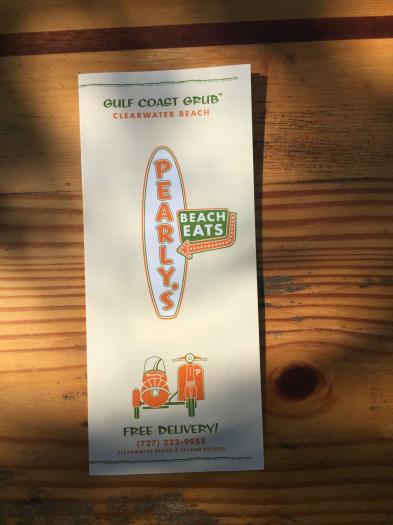 GULF COAST GRUB™
CLEARWATER BEACH
PEARLY'S
BEACH
EATS
P
FREE DELIVERY!
(727) 223-9955
CLEARWATER BEACH & ISLAND ESTATES